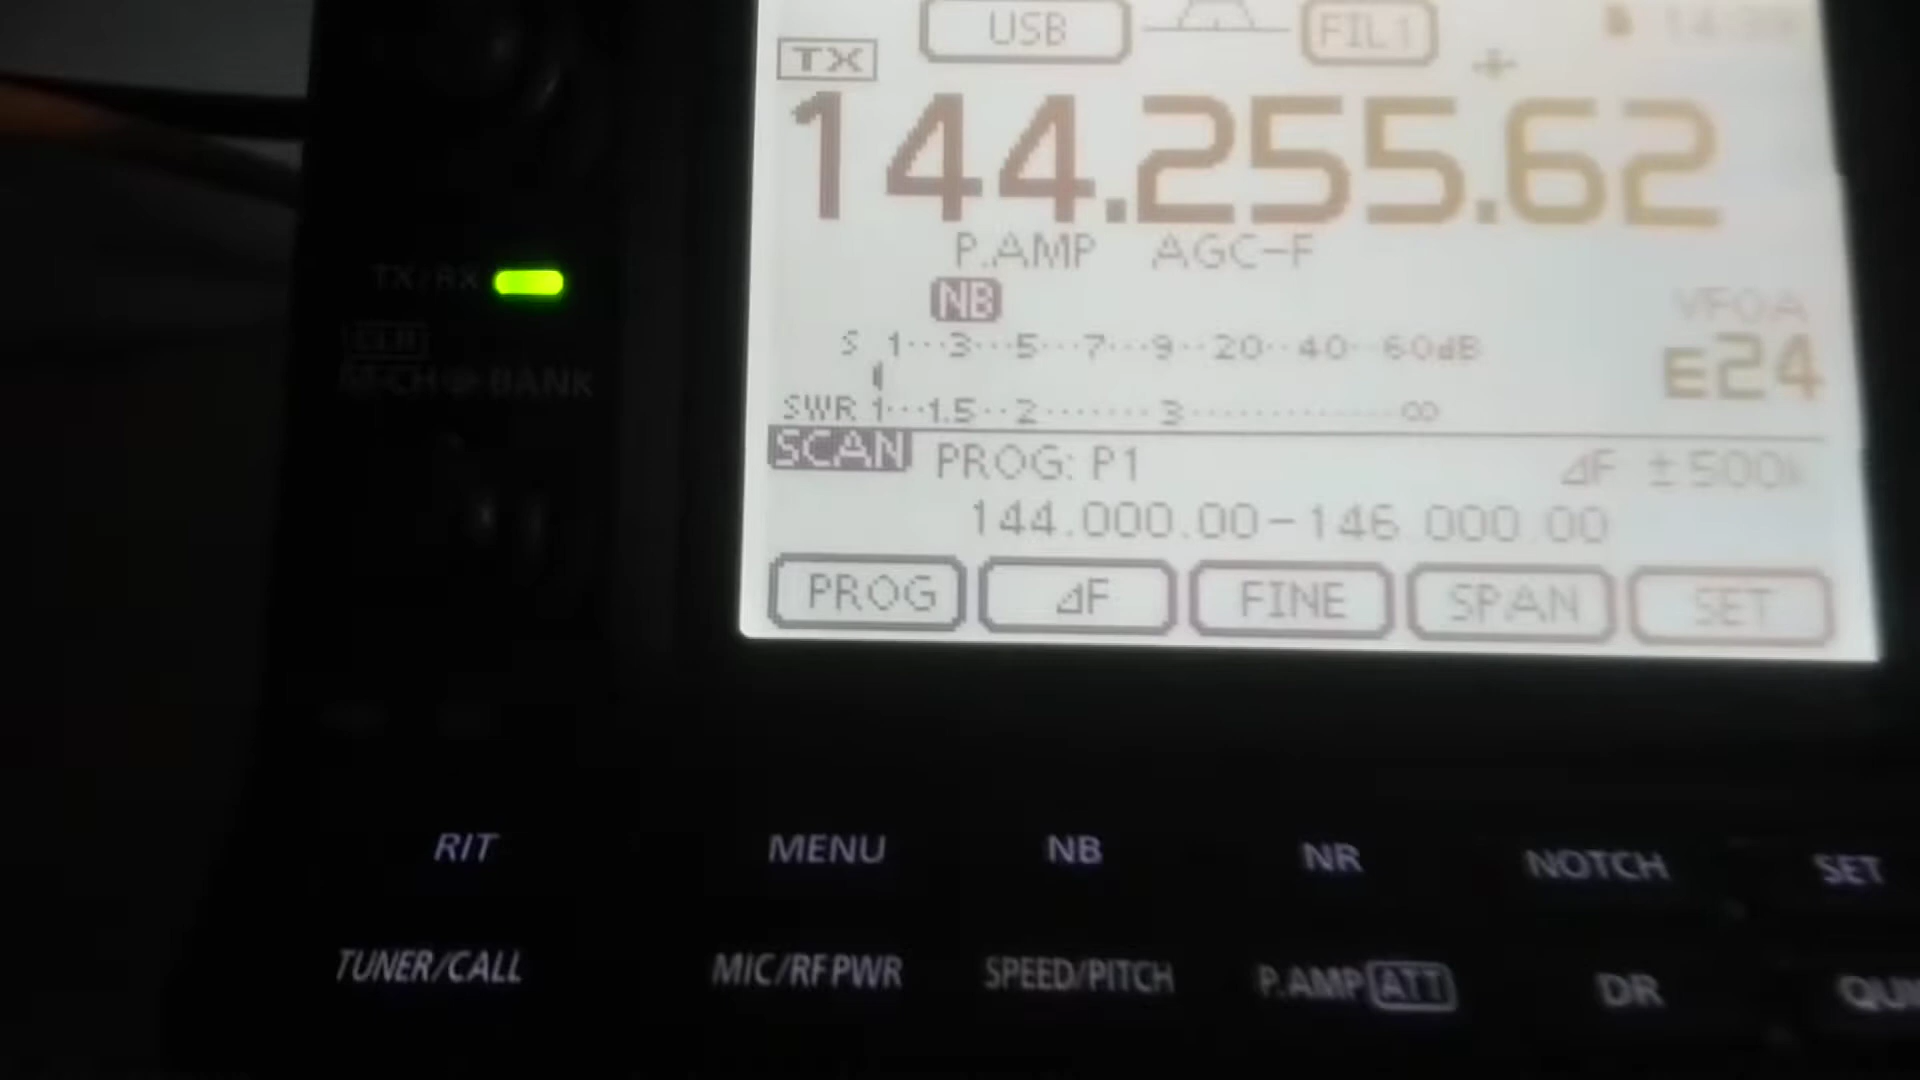 USB FIL1
TX
144.255.62
P.AMP AGC-F
NB
VFOA
E24
TX/RX
S 1···3···5···7···9··20··40··60dB
SWR 1···1.5··2·······3············∞
M-CH BANK
SCAN PROG: P1 ⊿F ±500k
144.000.00-146.000.00
PROG ⊿F FINE SPAN SET
RIT MENU NB NR NOTCH SET
TUNER/CALL MIC/RF PWR SPEED/PITCH P.AMP ATT DR